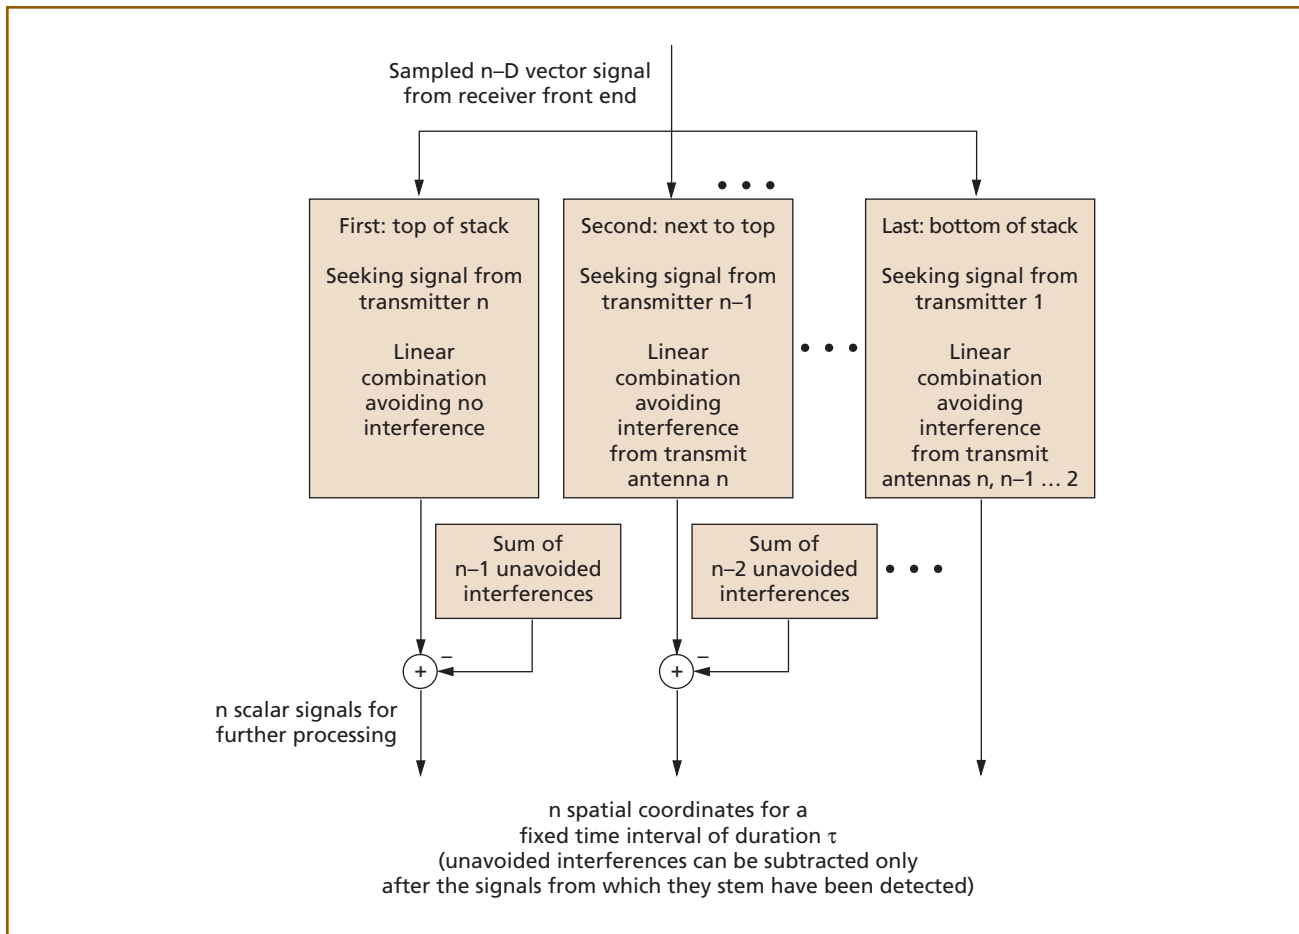 Sampled n–D vector signal
from receiver front end
• • •
First: top of stack
Seeking signal from
transmitter n
Linear
combination
avoiding no
interference
Second: next to top
Seeking signal from
transmitter n–1
Linear
combination
avoiding
interference
from transmit
antenna n
• • •
Last: bottom of stack
Seeking signal from
transmitter 1
Linear
combination
avoiding
interference
from transmit
antennas n, n–1 ... 2
Sum of
n–1 unavoided
interferences
Sum of
n–2 unavoided
interferences
• • •
+
–
+
–
n scalar signals for
further processing
n spatial coordinates for a
fixed time interval of duration τ
(unavoided interferences can be subtracted only
after the signals from which they stem have been detected)